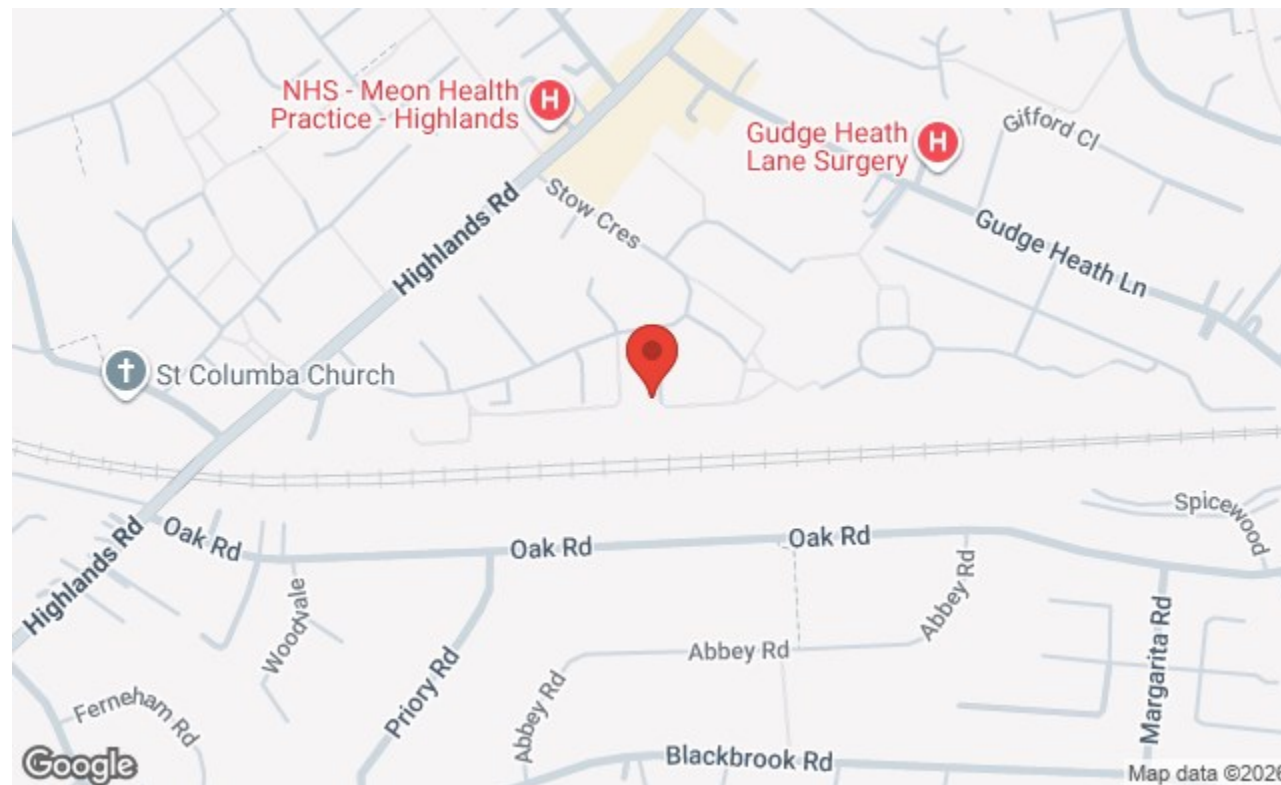 NHS - Meon Health
Practice - Highlands
H
Gudge Heath
Lane Surgery
H
Gifford Cl
Stow Cres
Highlands Rd
Gudge Heath Ln
St Columba Church
Spicewood
Oak Rd
Oak Rd
Oak Rd
Highlands Rd
Woodvale
Abbey Rd
Abbey Rd
Margarita Rd
Priory Rd
Abbey Rd
Ferneham Rd
Blackbrook Rd
Google
Map data ©2026